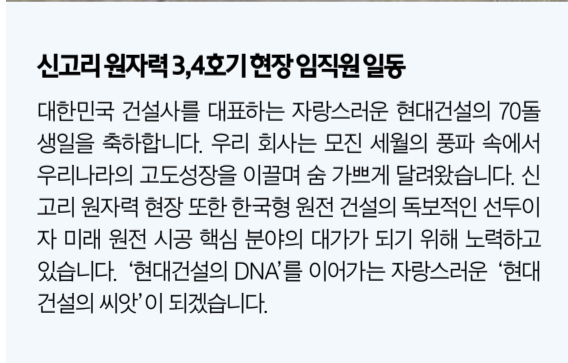 신고리 원자력 3,4호기 현장 임직원 일동
대한민국 건설사를 대표하는 자랑스러운 현대건설의 70돌
생일을 축하합니다. 우리 회사는 모진 세월의 풍파 속에서
우리나라의 고도성장을 이끌며 숨 가쁘게 달려왔습니다. 신
고리 원자력 현장 또한 한국형 원전 건설의 독보적인 선두이
자 미래 원전 시공 핵심 분야의 대가가 되기 위해 노력하고
있습니다. ‘현대건설의 DNA’를 이어가는 자랑스러운 ‘현대
건설의 씨앗’이 되겠습니다.